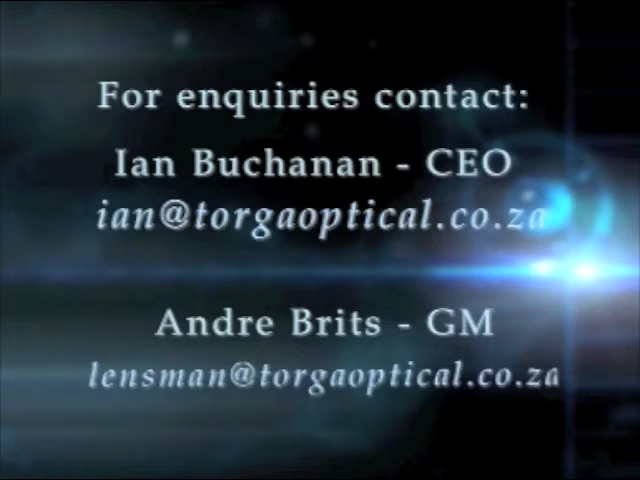 For enquiries contact:
Ian Buchanan - CEO
ian@torgaoptical.co.za
Andre Brits - GM
lensman@torgaoptical.co.za